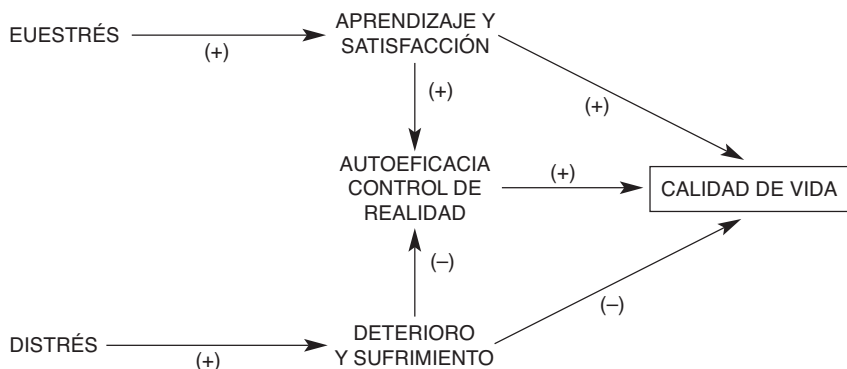 EUESTRÉS
(+)
APRENDIZAJE Y
SATISFACCIÓN
(+)
(+)
AUTOEFICACIA
CONTROL DE
REALIDAD
(+)
CALIDAD DE VIDA
(–)
(–)
DISTRÉS
(+)
DETERIORO
Y SUFRIMIENTO